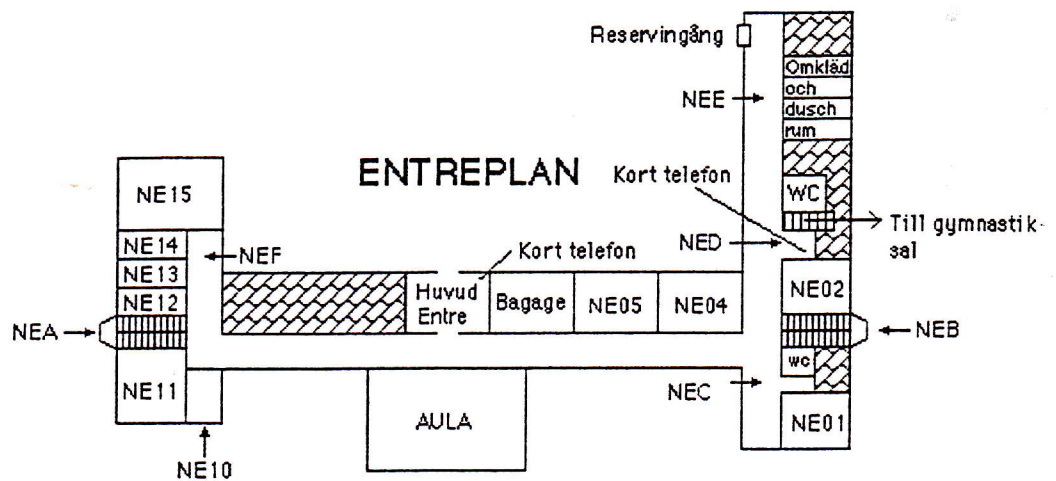 Reservingång
Omkläd
och
dusch
rum
NEE
ENTREPLAN
Kort telefon
WC
NE15
Till gymnastik-
sal
NED
NE14
NEF
Kort telefon
NE13
NE12
Huvud
Entre
Bagage
NE05
NE04
NE02
NEA
NEB
WC
NEC
NE11
AULA
NE01
NE10